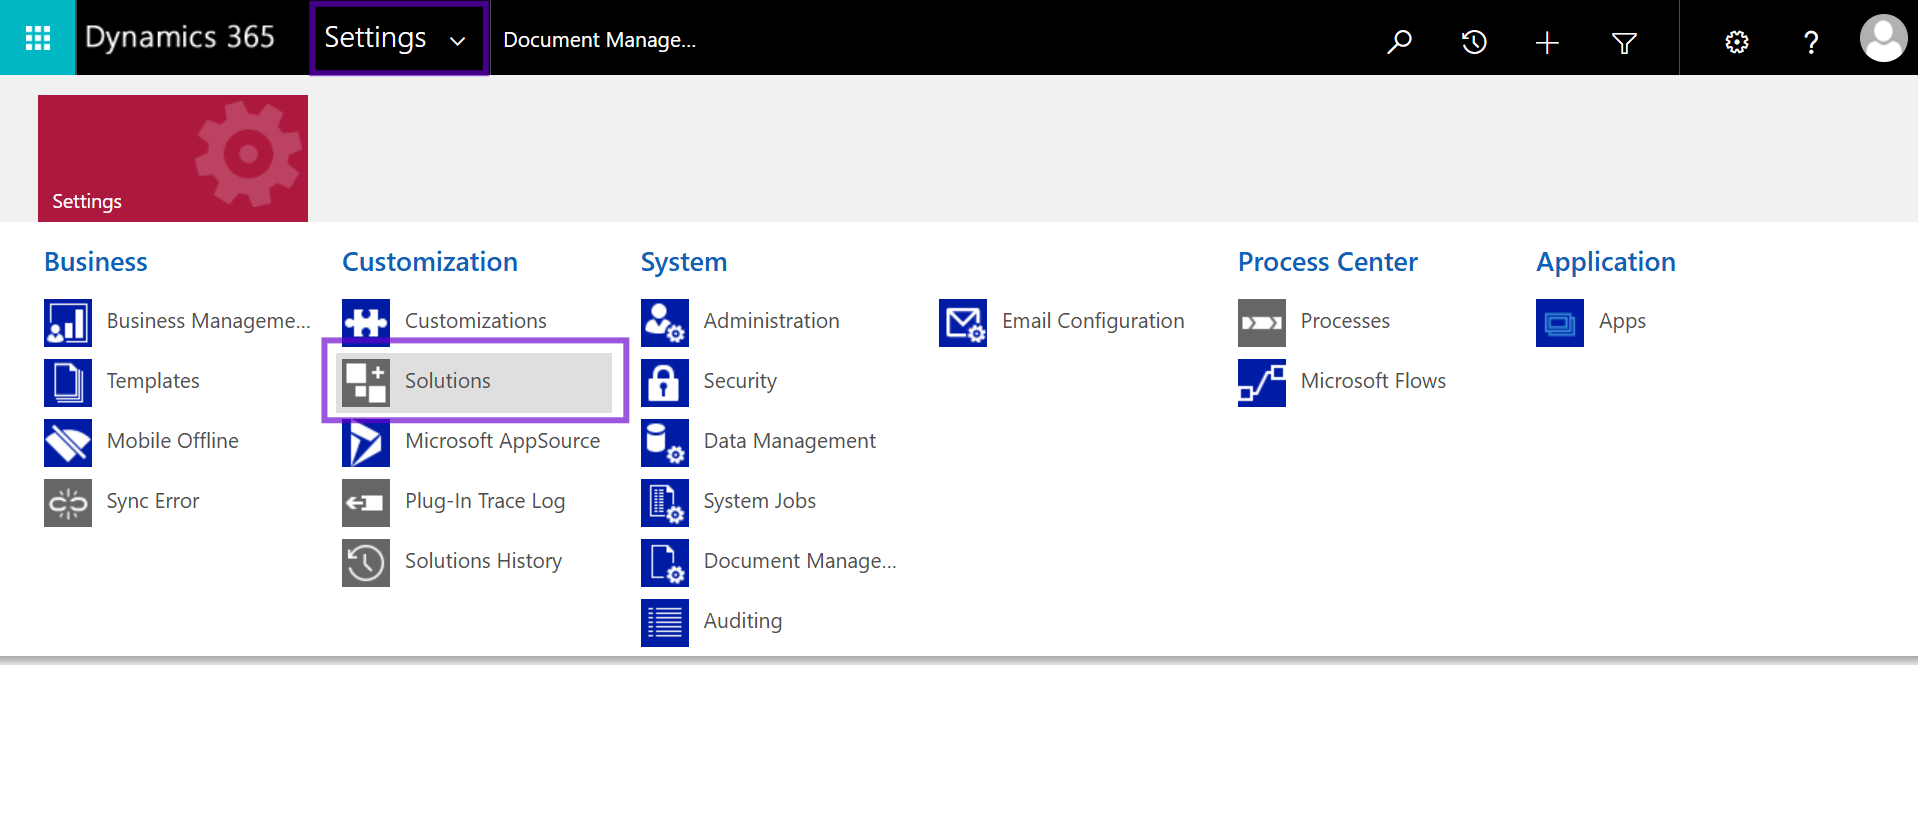 Dynamics 365
Settings
Document Manage...
Settings
Business
Business Manageme...
Templates
Mobile Offline
Sync Error
Customization
Customizations
Solutions
Microsoft AppSource
Plug-In Trace Log
Solutions History
System
Administration
Security
Data Management
System Jobs
Document Manage...
Auditing
Email Configuration
Process Center
Processes
Microsoft Flows
Application
Apps